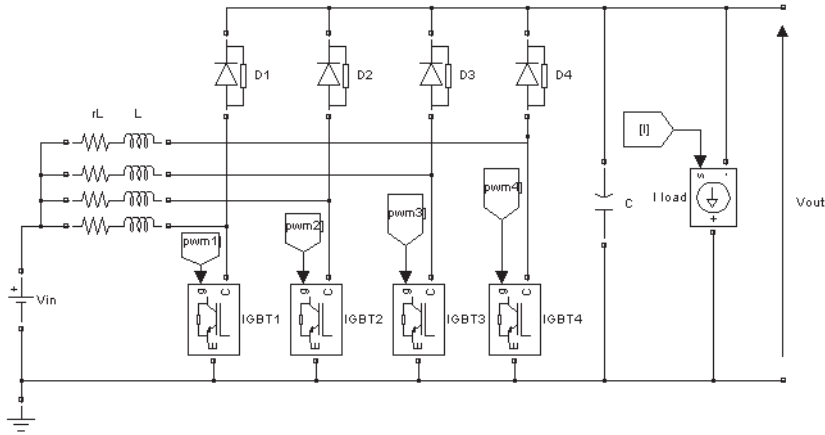 D1
D2
D3
D4
rL
L
[I]
s
-
I load
+
C
Vout
pwm1]
pwm2]
pwm3]
pwm4]
+
Vin
g
C
E
IGBT1
g
C
E
IGBT2
g
C
E
IGBT3
g
C
E
IGBT4